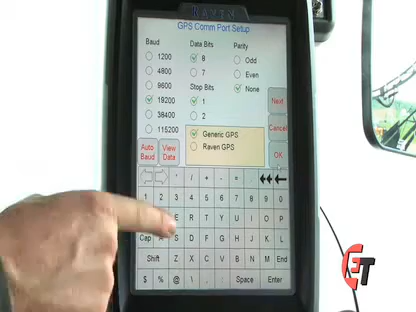 RAVEN
GPS Comm Port Setup
Baud Data Bits Parity
1200 8 Odd
4800 7 Even
9600 Stop Bits None
19200 1 Next
38400 2 Cancel
115200 Generic GPS
Auto Baud View Data Raven GPS OK
' / + - * =
1 2 3 4 5 6 7 8 9 0
E R T Y U I O P
Cap A S D F G H J K L
Shift Z X C V B N M End
$ % @ \ . Space Enter
ET